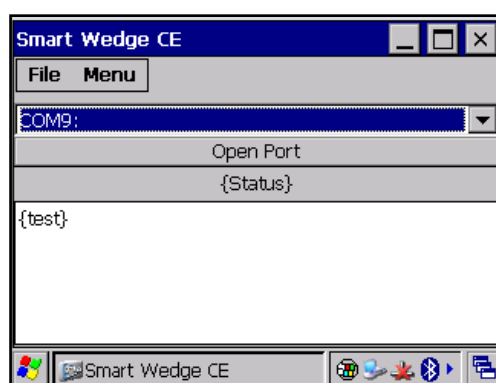 Smart Wedge CE
File Menu
COM9:
Open Port
{Status}
{test}
Smart Wedge CE